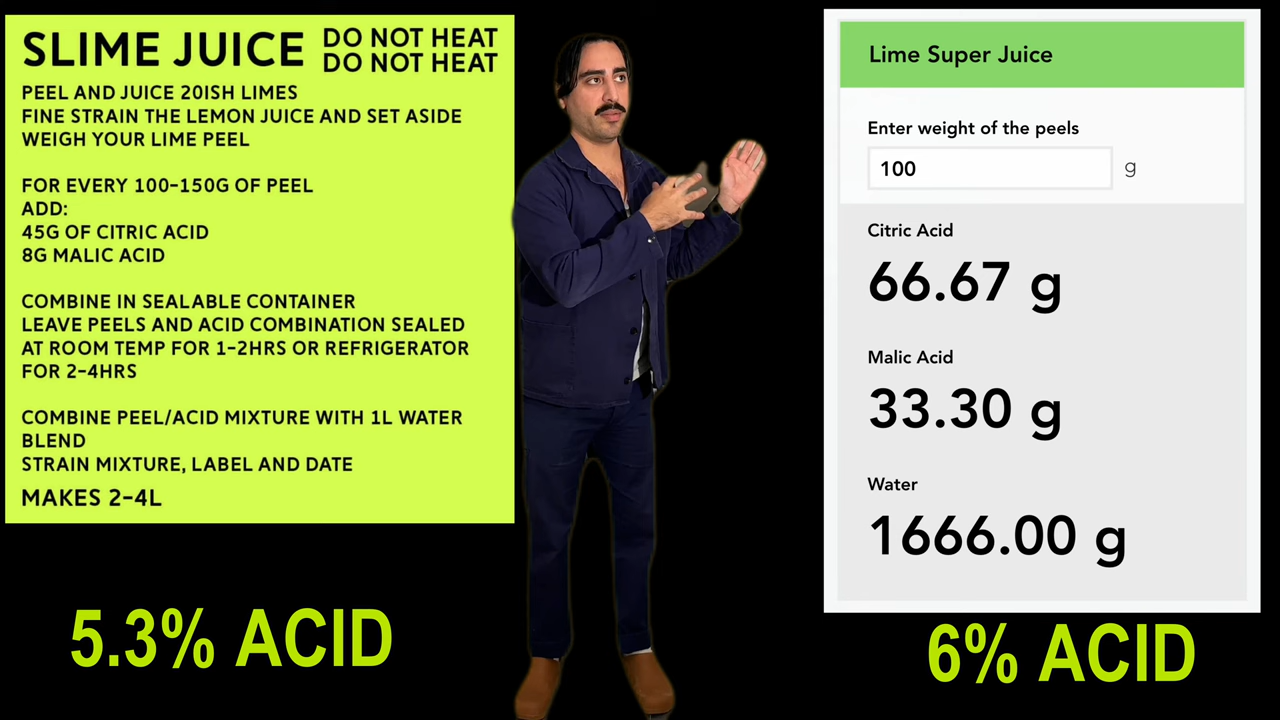 SLIME JUICE
DO NOT HEAT
DO NOT HEAT
PEEL AND JUICE 20ISH LIMES
FINE STRAIN THE LEMON JUICE AND SET ASIDE
WEIGH YOUR LIME PEEL
FOR EVERY 100-150G OF PEEL
ADD:
45G OF CITRIC ACID
8G MALIC ACID
COMBINE IN SEALABLE CONTAINER
LEAVE PEELS AND ACID COMBINATION SEALED
AT ROOM TEMP FOR 1-2HRS OR REFRIGERATOR
FOR 2-4HRS
COMBINE PEEL/ACID MIXTURE WITH 1L WATER
BLEND
STRAIN MIXTURE, LABEL AND DATE
MAKES 2-4L
5.3% ACID
Lime Super Juice
Enter weight of the peels
100 g
Citric Acid
66.67 g
Malic Acid
33.30 g
Water
1666.00 g
6% ACID